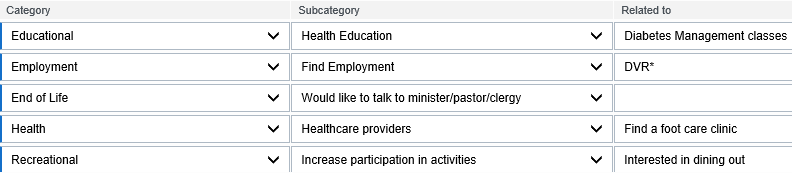 Category Subcategory Related to
Educational Health Education Diabetes Management classes
Employment Find Employment DVR*
End of Life Would like to talk to minister/pastor/clergy
Health Healthcare providers Find a foot care clinic
Recreational Increase participation in activities Interested in dining out